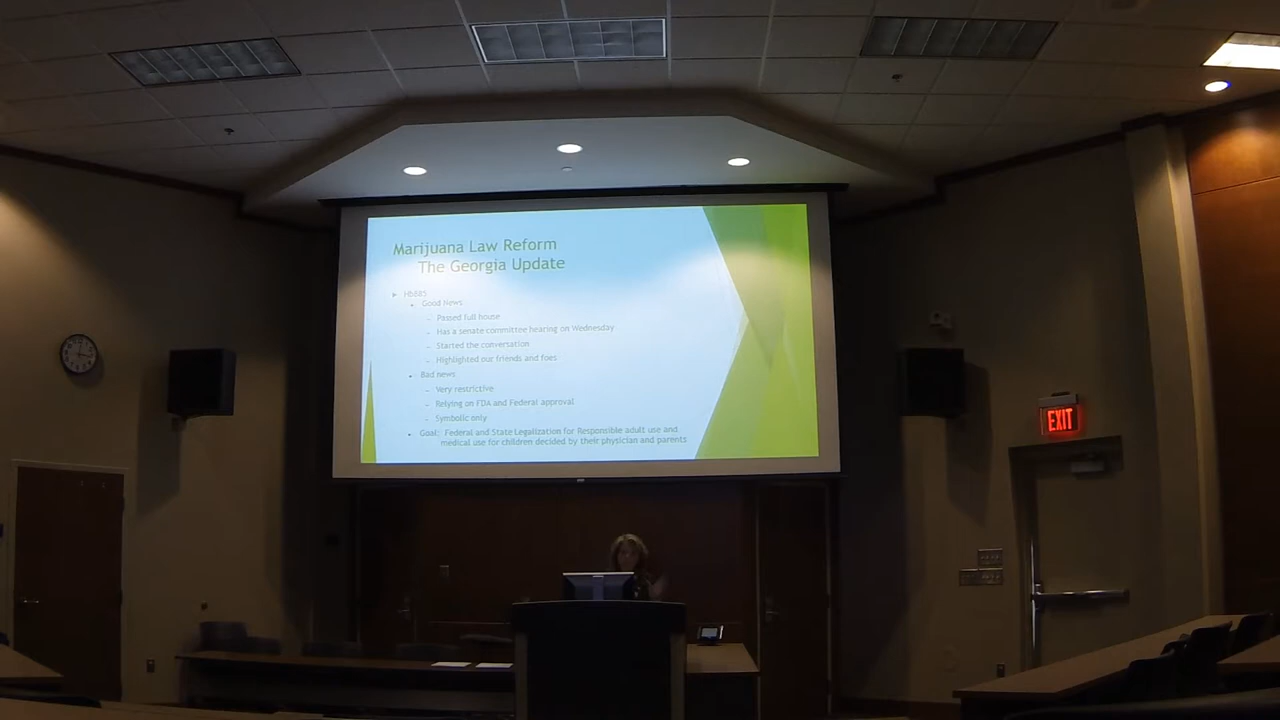 Marijuana Law Reform
The Georgia Update
Hb885
Good News
Passed full house
Has a senate committee hearing on Wednesday
Started the conversation
Highlighted our friends and foes
Bad news
Very restrictive
Relying on FDA and Federal approval
Symbolic only
Goal: Federal and State Legalization for Responsible adult use and
medical use for children decided by their physician and parents
EXIT